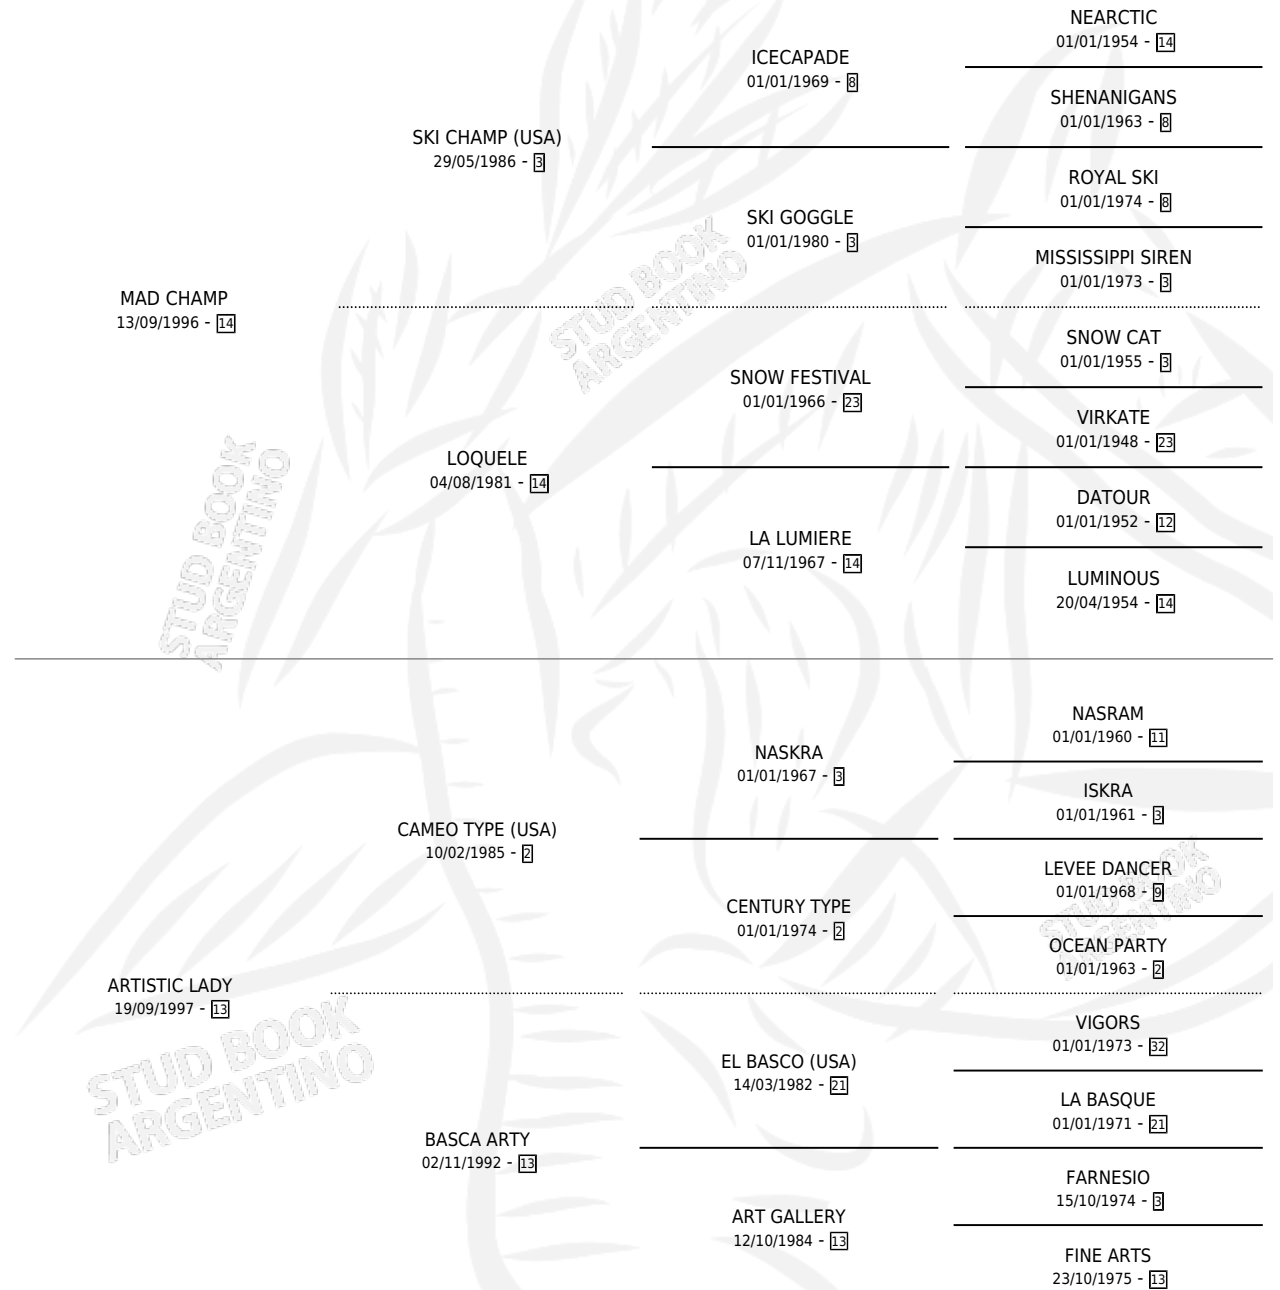 NEARCTIC
01/01/1954 - 14
ICECAPADE
01/01/1969 - 8
SHENANIGANS
01/01/1963 - 8
SKI CHAMP (USA)
29/05/1986 - 3
ROYAL SKI
01/01/1974 - 8
SKI GOGGLE
01/01/1980 - 3
MISSISSIPPI SIREN
01/01/1973 - 3
MAD CHAMP
13/09/1996 - 14
STUD BOOK
ARGENTINO
SNOW CAT
01/01/1955 - 3
SNOW FESTIVAL
01/01/1966 - 23
VIRKATE
01/01/1948 - 23
LOQUELE
04/08/1981 - 14
DATOUR
01/01/1952 - 12
LA LUMIERE
07/11/1967 - 14
LUMINOUS
20/04/1954 - 14
STUD BOOK
ARGENTINO
NASRAM
01/01/1960 - 11
NASKRA
01/01/1967 - 3
ISKRA
01/01/1961 - 3
CAMEO TYPE (USA)
10/02/1985 - 2
LEVEE DANCER
01/01/1968 - 9
CENTURY TYPE
01/01/1974 - 2
OCEAN PARTY
01/01/1963 - 2
STUD BOOK
ARGENTINO
ARTISTIC LADY
19/09/1997 - 13
STUD BOOK
ARGENTINO
VIGORS
01/01/1973 - 32
EL BASCO (USA)
14/03/1982 - 21
LA BASQUE
01/01/1971 - 21
BASCA ARTY
02/11/1992 - 13
FARNESIO
15/10/1974 - 3
ART GALLERY
12/10/1984 - 13
FINE ARTS
23/10/1975 - 13